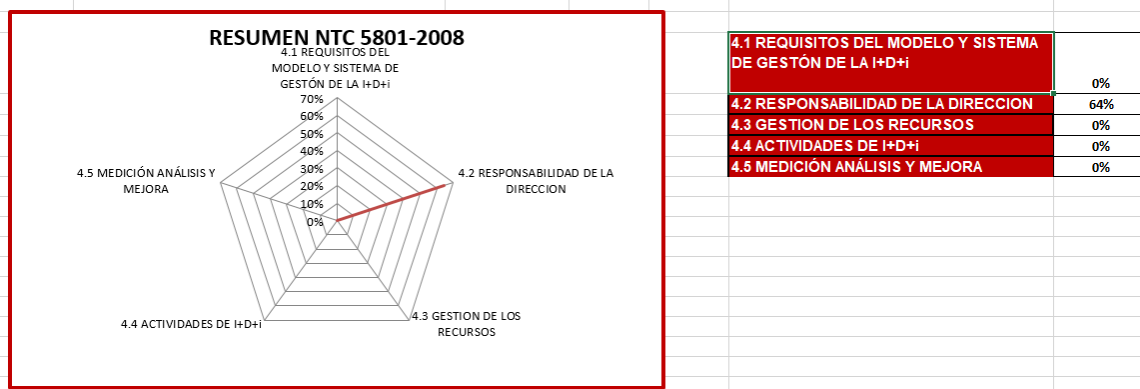 RESUMEN NTC 5801-2008
4.1 REQUISITOS DEL
MODELO Y SISTEMA DE
GESTÓN DE LA I+D+i
70%
60%
50%
40%
30%
20%
10%
0%
4.2 RESPONSABILIDAD DE LA
DIRECCION
4.3 GESTION DE LOS
RECURSOS
4.4 ACTIVIDADES DE I+D+i
4.5 MEDICIÓN ANÁLISIS Y
MEJORA
4.1 REQUISITOS DEL MODELO Y SISTEMA
DE GESTÓN DE LA I+D+i
0%
4.2 RESPONSABILIDAD DE LA DIRECCION 64%
4.3 GESTION DE LOS RECURSOS 0%
4.4 ACTIVIDADES DE I+D+i 0%
4.5 MEDICIÓN ANÁLISIS Y MEJORA 0%